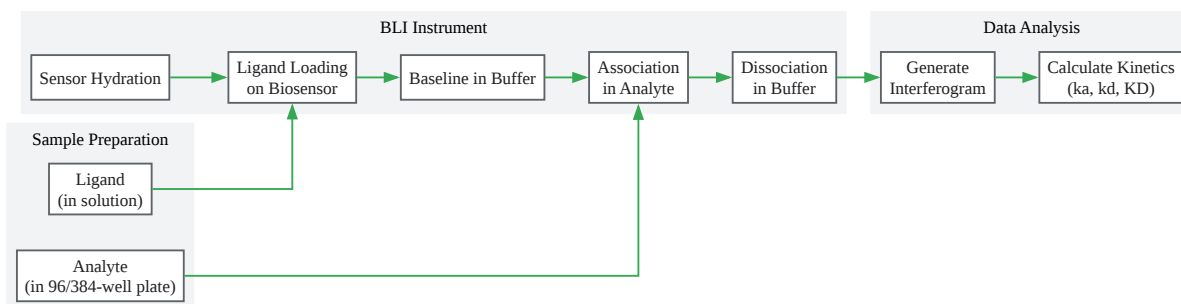 BLI Instrument
Data Analysis
Sensor Hydration
Ligand Loading
on Biosensor
Baseline in Buffer
Association
in Analyte
Dissociation
in Buffer
Generate
Interferogram
Calculate Kinetics
(ka, kd, KD)
Sample Preparation
Ligand
(in solution)
Analyte
(in 96/384-well plate)